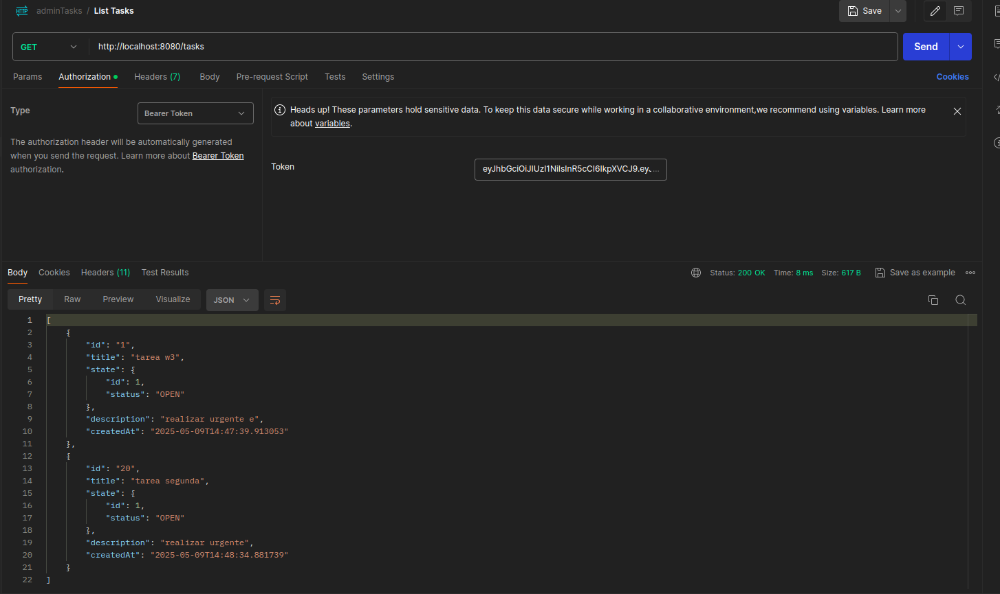 HTTP adminTasks / List Tasks Save
GET http://localhost:8080/tasks Send
Params Authorization Headers (7) Body Pre-request Script Tests Settings Cookies
Type Bearer Token
The authorization header will be automatically generated
when you send the request. Learn more about Bearer Token
authorization.
Heads up! These parameters hold sensitive data. To keep this data secure while working in a collaborative environment,we recommend using variables. Learn more
about variables.
Token eyJhbGciOiJIUzI1NiIsInR5cCI6IkpXVCJ9.ey. ...
Body Cookies Headers (11) Test Results Status: 200 OK Time: 8 ms Size: 617 B Save as example
Pretty Raw Preview Visualize JSON
1 [
2 {
3 "id": "1",
4 "title": "tarea w3",
5 "state": {
6 "id": 1,
7 "status": "OPEN"
8 },
9 "description": "realizar urgente e",
10 "createdAt": "2025-05-09T14:47:39.913053"
11 },
12 {
13 "id": "20",
14 "title": "tarea segunda",
15 "state": {
16 "id": 1,
17 "status": "OPEN"
18 },
19 "description": "realizar urgente",
20 "createdAt": "2025-05-09T14:48:34.881739"
21 }
22 ]